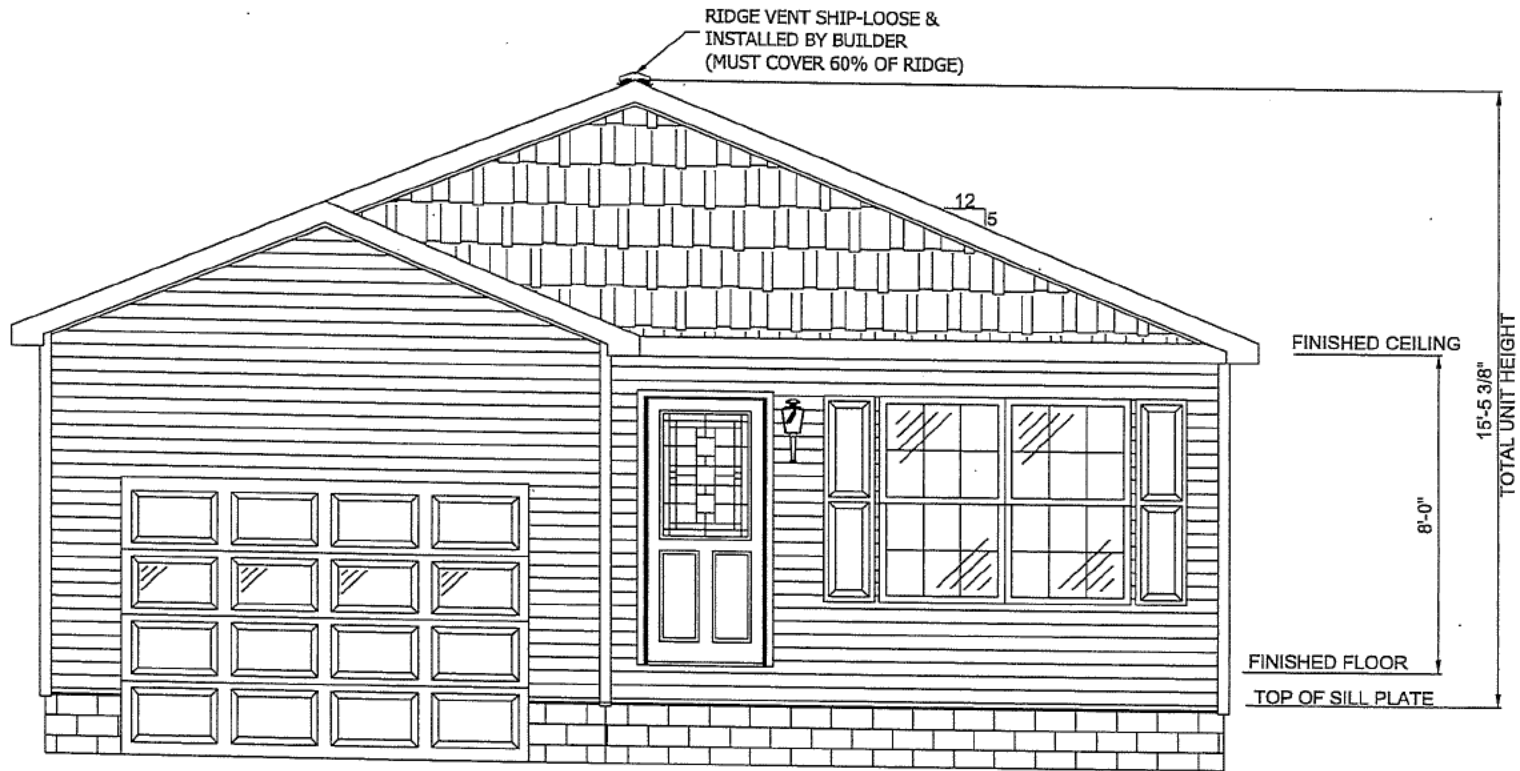 RIDGE VENT SHIP-LOOSE &
INSTALLED BY BUILDER
(MUST COVER 60% OF RIDGE)
12
5
FINISHED CEILING
15'-5 3/8"
TOTAL UNIT HEIGHT
8'-0"
FINISHED FLOOR
TOP OF SILL PLATE